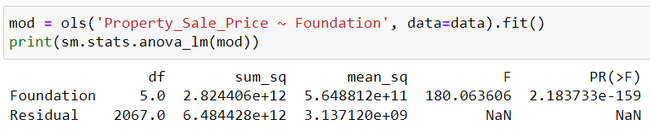 mod = ols('Property_Sale_Price ~ Foundation', data=data).fit()
print(sm.stats.anova_lm(mod))
df sum_sq mean_sq F PR(>F)
Foundation 5.0 2.824406e+12 5.648812e+11 180.063606 2.183733e-159
Residual 2067.0 6.484428e+12 3.137120e+09 NaN NaN